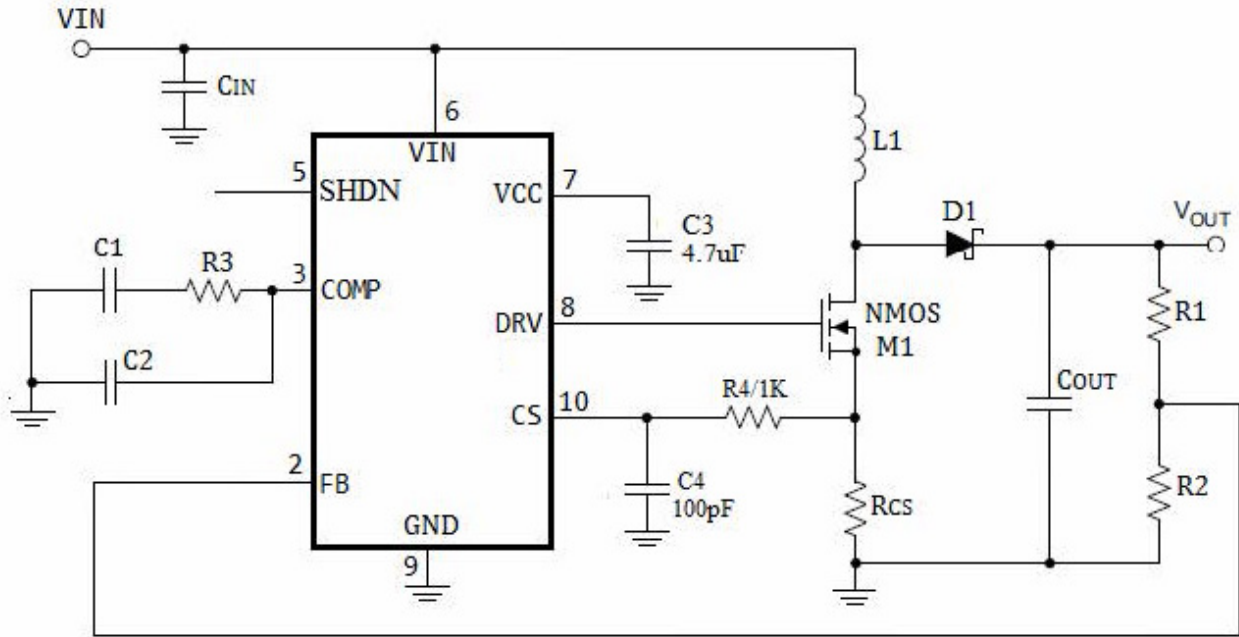 VIN
CIN
6
VIN
L1
5
SHDN
VCC
7
C3
4.7uF
D1
VOUT
C1
R3
3
COMP
DRV
8
NMOS
M1
R1
C2
R4/1K
COUT
CS
10
2
FB
C4
100pF
RCS
R2
GND
9